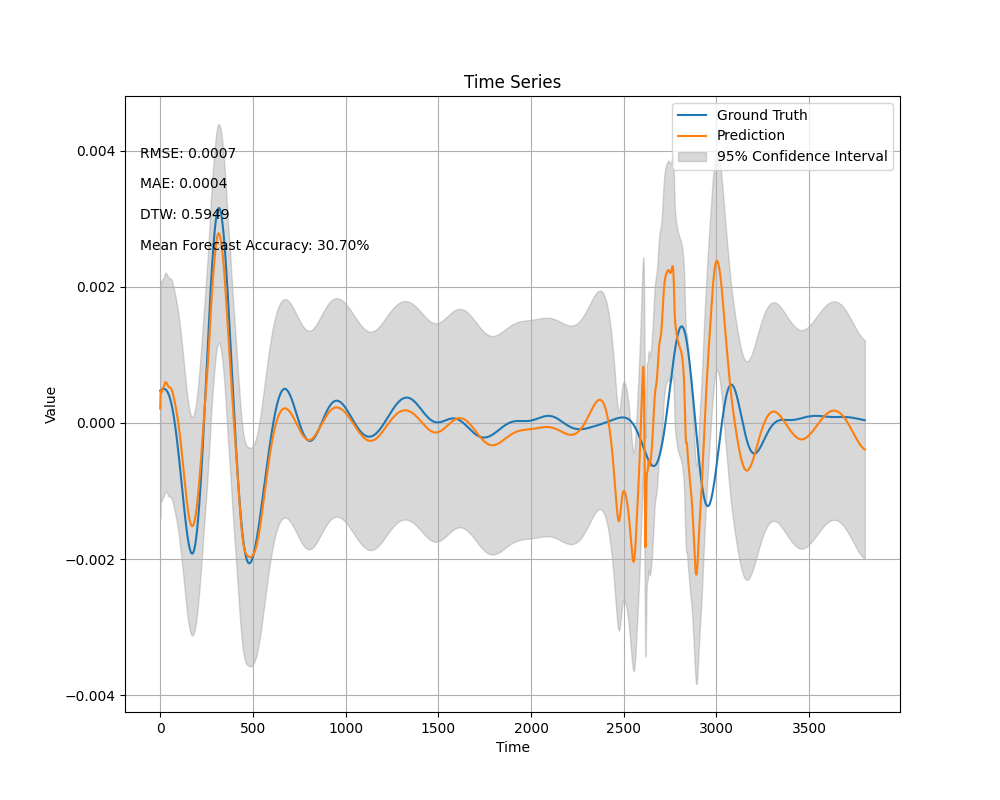 Time Series
Ground Truth
Prediction
95% Confidence Interval
RMSE: 0.0007
MAE: 0.0004
DTW: 0.5949
Mean Forecast Accuracy: 30.70%
Value
0.004
0.002
0.000
−0.002
−0.004
0 500 1000 1500 2000 2500 3000 3500
Time